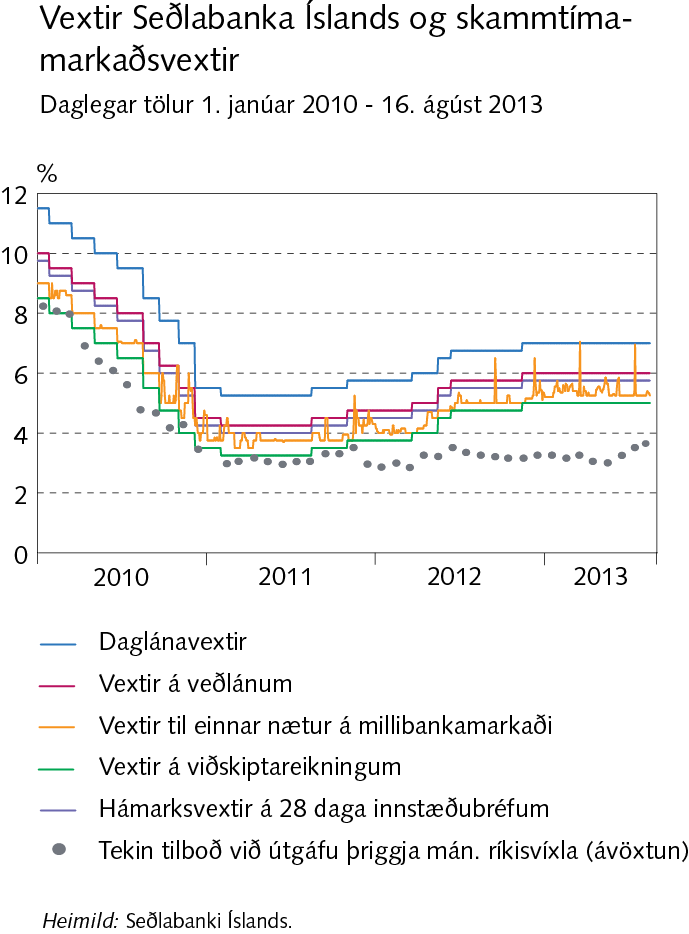 Vextir Seðlabanka Íslands og skammtíma-
markaðsvextir
Daglegar tölur 1. janúar 2010 - 16. ágúst 2013
%
12
10
8
6
4
2
0
2010 2011 2012 2013
Daglánavextir
Vextir á veðlánum
Vextir til einnar nætur á millibankamarkaði
Vextir á viðskiptareikningum
Hámarksvextir á 28 daga innstæðubréfum
Tekin tilboð við útgáfu þriggja mán. ríkisvíxla (ávöxtun)
Heimild: Seðlabanki Íslands.